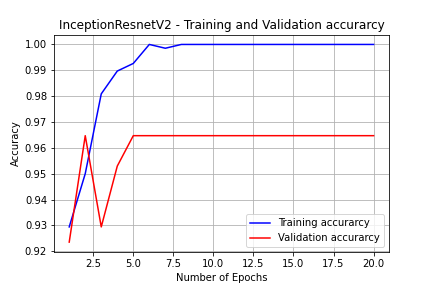 InceptionResnetV2 - Training and Validation accurarcy
1.00
0.99
0.98
0.97
0.96
0.95
0.94
0.93
0.92
Accuracy
Training accurarcy
Validation accurarcy
2.5 5.0 7.5 10.0 12.5 15.0 17.5 20.0
Number of Epochs